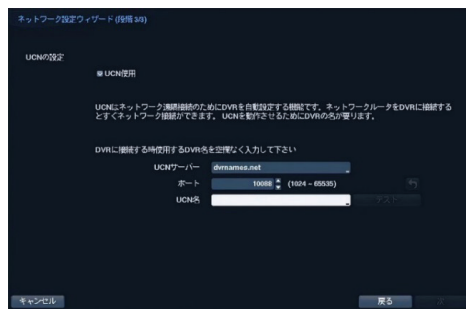 ネットワーク設定ウィザード (段階 3/3)
UCNの設定
UCN使用
UCNはネットワーク遠隔接続のためにDVRを自動設定する機能です。ネットワークルータをDVRに接続する
とすぐネットワーク接続ができます。 UCNを動作させるためにDVRの名が要ります。
DVRに接続する時使用するDVR名を空欄なく入力して下さい
UCNサーバー dvrnames.net
ポート 10088 (1024 ~ 65535)
UCN名 テスト
キャンセル 戻る